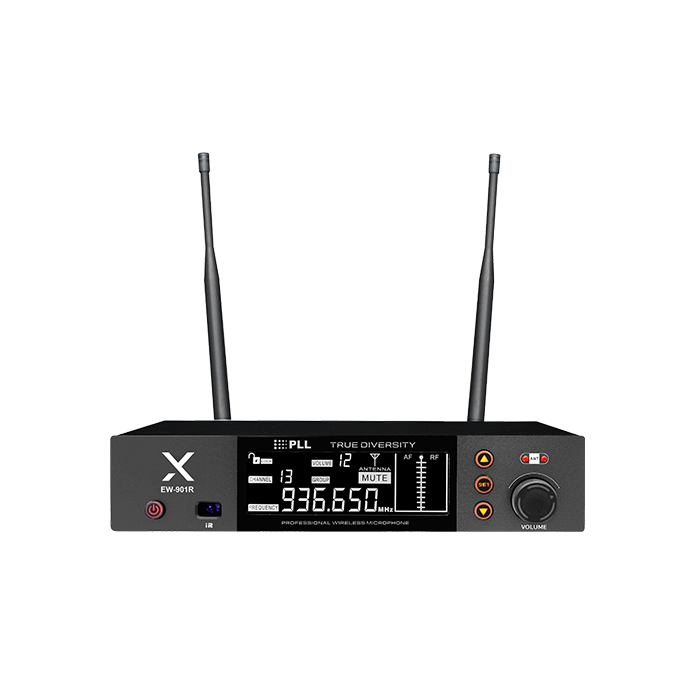 PLL TRUE DIVERSITY
VOLUME 12
AF RF
ANTENNA
CHANNEL 13 GROUP MUTE
FREQUENCY 936.650 MHz
PROFESSIONAL WIRELESS MICROPHONE
X
EW-901R
iR
SET
ANT
VOLUME